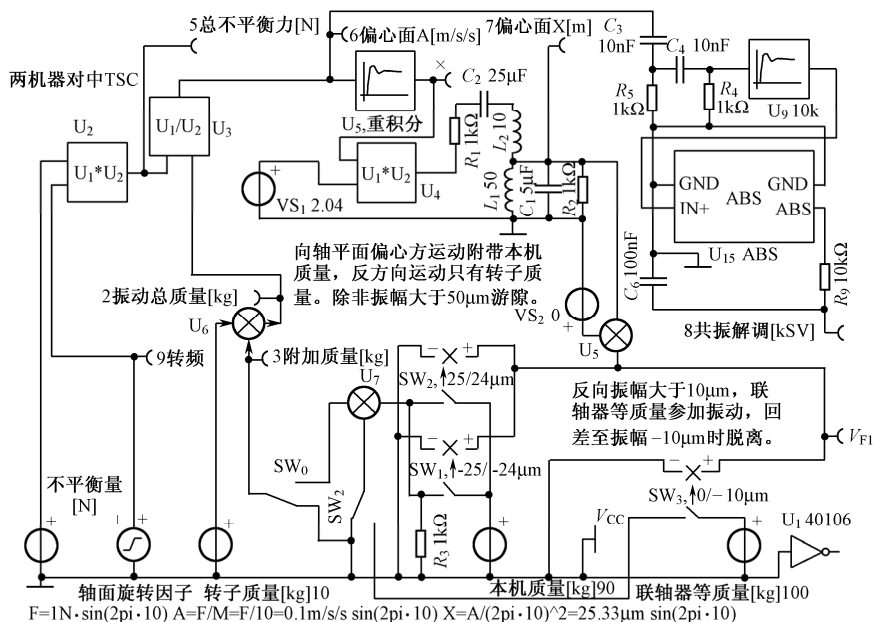 5总不平衡力[N]
6偏心面A[m/s/s]
7偏心面X[m]
C3
10nF
C4 10nF
两机器对中TSC
×
C2 25μF
R5
1kΩ
R4
1kΩ
U9 10k
U2
U1/U2
U3
U5,重积分
U1*U2
R1 1kΩ
L2 10
U1*U2
U4
VS1 2.04
L1 50
C1 5μF
R2 1kΩ
GND
IN+
ABS
GND
ABS
U15 ABS
向轴平面偏心方运动附带本机
质量，反方向运动只有转子质
量。除非振幅大于50μm游隙。
C6 100nF
R9 10kΩ
2振动总质量[kg]
U6
VS2 0
U5
8共振解调[kSV]
9转频
3附加质量[kg]
U7
SW2, 25/24μm
反向振幅大于10μm，联
轴器等质量参加振动，回
差至振幅−10μm时脱离。
VF1
SW0
SW2
SW1, -25/-24μm
SW3, 0/−10μm
不平衡量
[N]
R3 1kΩ
VCC
U1 40106
轴面旋转因子 转子质量[kg]10
本机质量[kg]90
联轴器等质量[kg]100
F=1N·sin(2pi·10) A=F/M=F/10=0.1m/s/s sin(2pi·10) X=A/(2pi·10)^2=25.33μm sin(2pi·10)